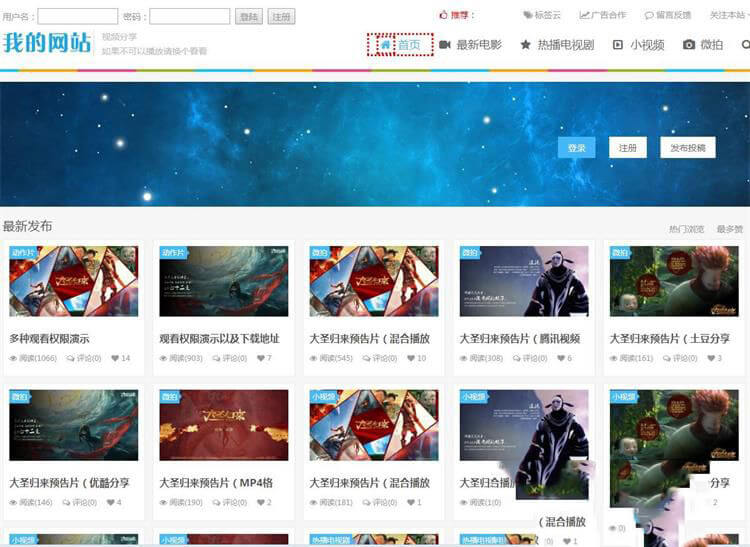 用户名： 密码： 登陆 注册
推荐： 标签云 广告合作 留言反馈 关注本站
我的网站
视频分享
如果不可以播放请换个看看
首页 最新电影 热播电视剧 小视频 微拍
登录 注册 发布投稿
最新发布
热门浏览 最多赞
动作片 动作片 微拍 微拍 微拍
多种观看权限演示 观看权限演示以及下载地址 大圣归来预告片（混合播放 大圣归来预告片（腾讯视频 大圣归来预告片（土豆分享
阅读(1066) 评论(0) 14 阅读(903) 评论(0) 7 阅读(545) 评论(0) 10 阅读(308) 评论(0) 6 阅读(161) 评论(0) 3
微拍 微拍 小视频 小视频 小视频
大圣归来预告片（优酷分享 大圣归来预告片（MP4格 大圣归来预告片（混合播放 分享
阅读(146) 评论(0) 4 阅读(190) 评论(0) 2 阅读(181) 评论(0) 1 2
（混合播放
(0) 1 0)
小视频 小视频 热播电视剧 热播电视剧 热播电视剧